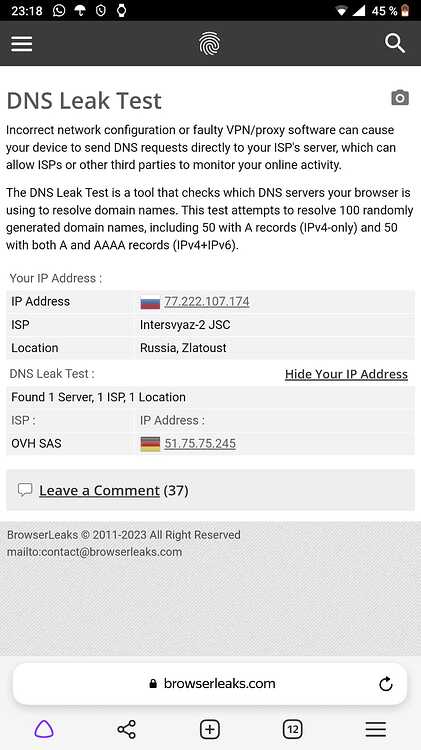 23:18
45 %
DNS Leak Test
Incorrect network configuration or faulty VPN/proxy software can cause
your device to send DNS requests directly to your ISP's server, which can
allow ISPs or other third parties to monitor your online activity.
The DNS Leak Test is a tool that checks which DNS servers your browser is
using to resolve domain names. This test attempts to resolve 100 randomly
generated domain names, including 50 with A records (IPv4-only) and 50
with both A and AAAA records (IPv4+IPv6).
Your IP Address :
IP Address 77.222.107.174
ISP Intersvyaz-2 JSC
Location Russia, Zlatoust
DNS Leak Test : Hide Your IP Address
Found 1 Server, 1 ISP, 1 Location
ISP : IP Address :
OVH SAS 51.75.75.245
Leave a Comment (37)
BrowserLeaks © 2011-2023 All Right Reserved
mailto:contact@browserleaks.com
browserleaks.com
12